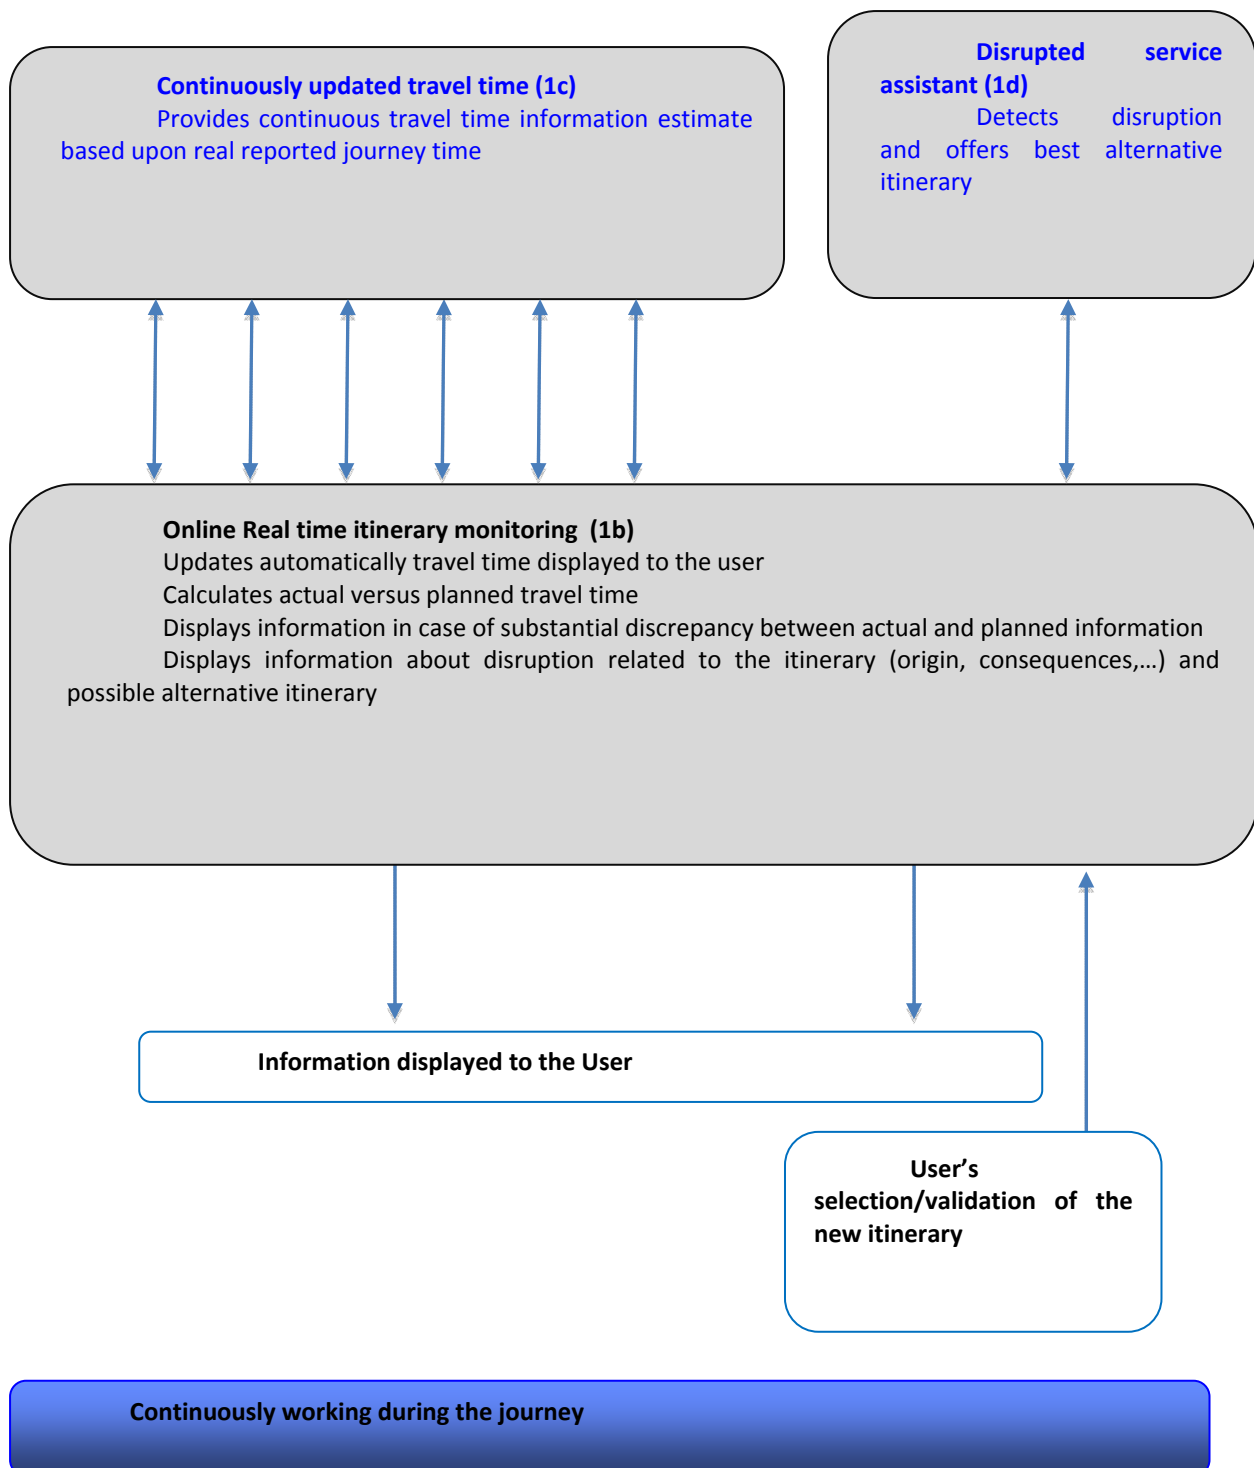 Continuously updated travel time (1c)
Provides continuous travel time information estimate
based upon real reported journey time
Disrupted service
assistant (1d)
Detects disruption
and offers best alternative
itinerary
Online Real time itinerary monitoring (1b)
Updates automatically travel time displayed to the user
Calculates actual versus planned travel time
Displays information in case of substantial discrepancy between actual and planned information
Displays information about disruption related to the itinerary (origin, consequences,…) and
possible alternative itinerary
Information displayed to the User
User’s
selection/validation of the
new itinerary
Continuously working during the journey